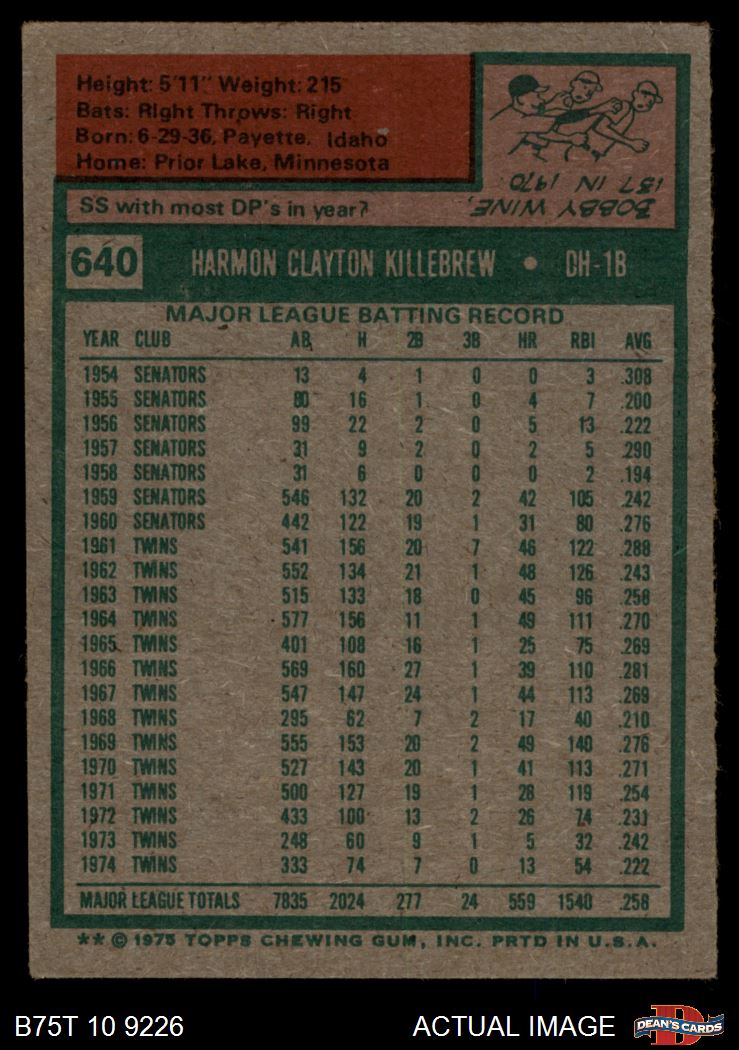 Height: 5'11" Weight: 215
Bats: Right Throws: Right
Born: 6-29-36, Payette, Idaho
Home: Prior Lake, Minnesota
SS with most DP's in year?
BOBBY WINE,
137 IN 1970
640 HARMON CLAYTON KILLEBREW • DH-1B
MAJOR LEAGUE BATTING RECORD
YEAR CLUB AB H 2B 3B HR RBI AVG
1954 SENATORS 13 4 1 0 0 3 .308
1955 SENATORS 80 16 1 0 4 7 .200
1956 SENATORS 99 22 2 0 5 13 .222
1957 SENATORS 31 9 2 0 2 5 .290
1958 SENATORS 31 6 0 0 0 2 .194
1959 SENATORS 546 132 20 2 42 105 .242
1960 SENATORS 442 122 19 1 31 80 .276
1961 TWINS 541 156 20 7 46 122 .288
1962 TWINS 552 134 21 1 48 126 .243
1963 TWINS 515 133 18 0 45 96 .258
1964 TWINS 577 156 11 1 49 111 .270
1965 TWINS 401 108 16 1 25 75 .269
1966 TWINS 569 160 27 1 39 110 .281
1967 TWINS 547 147 24 1 44 113 .269
1968 TWINS 295 62 7 2 17 40 .210
1969 TWINS 555 153 20 2 49 140 .276
1970 TWINS 527 143 20 1 41 113 .271
1971 TWINS 500 127 19 1 28 119 .254
1972 TWINS 433 100 13 2 26 74 .231
1973 TWINS 248 60 9 1 5 32 .242
1974 TWINS 333 74 7 0 13 54 .222
MAJOR LEAGUE TOTALS 7835 2024 277 24 559 1540 .258
** © 1975 TOPPS CHEWING GUM, INC. PRTD IN U.S.A.
B75T 10 9226 ACTUAL IMAGE DEAN'S CARDS